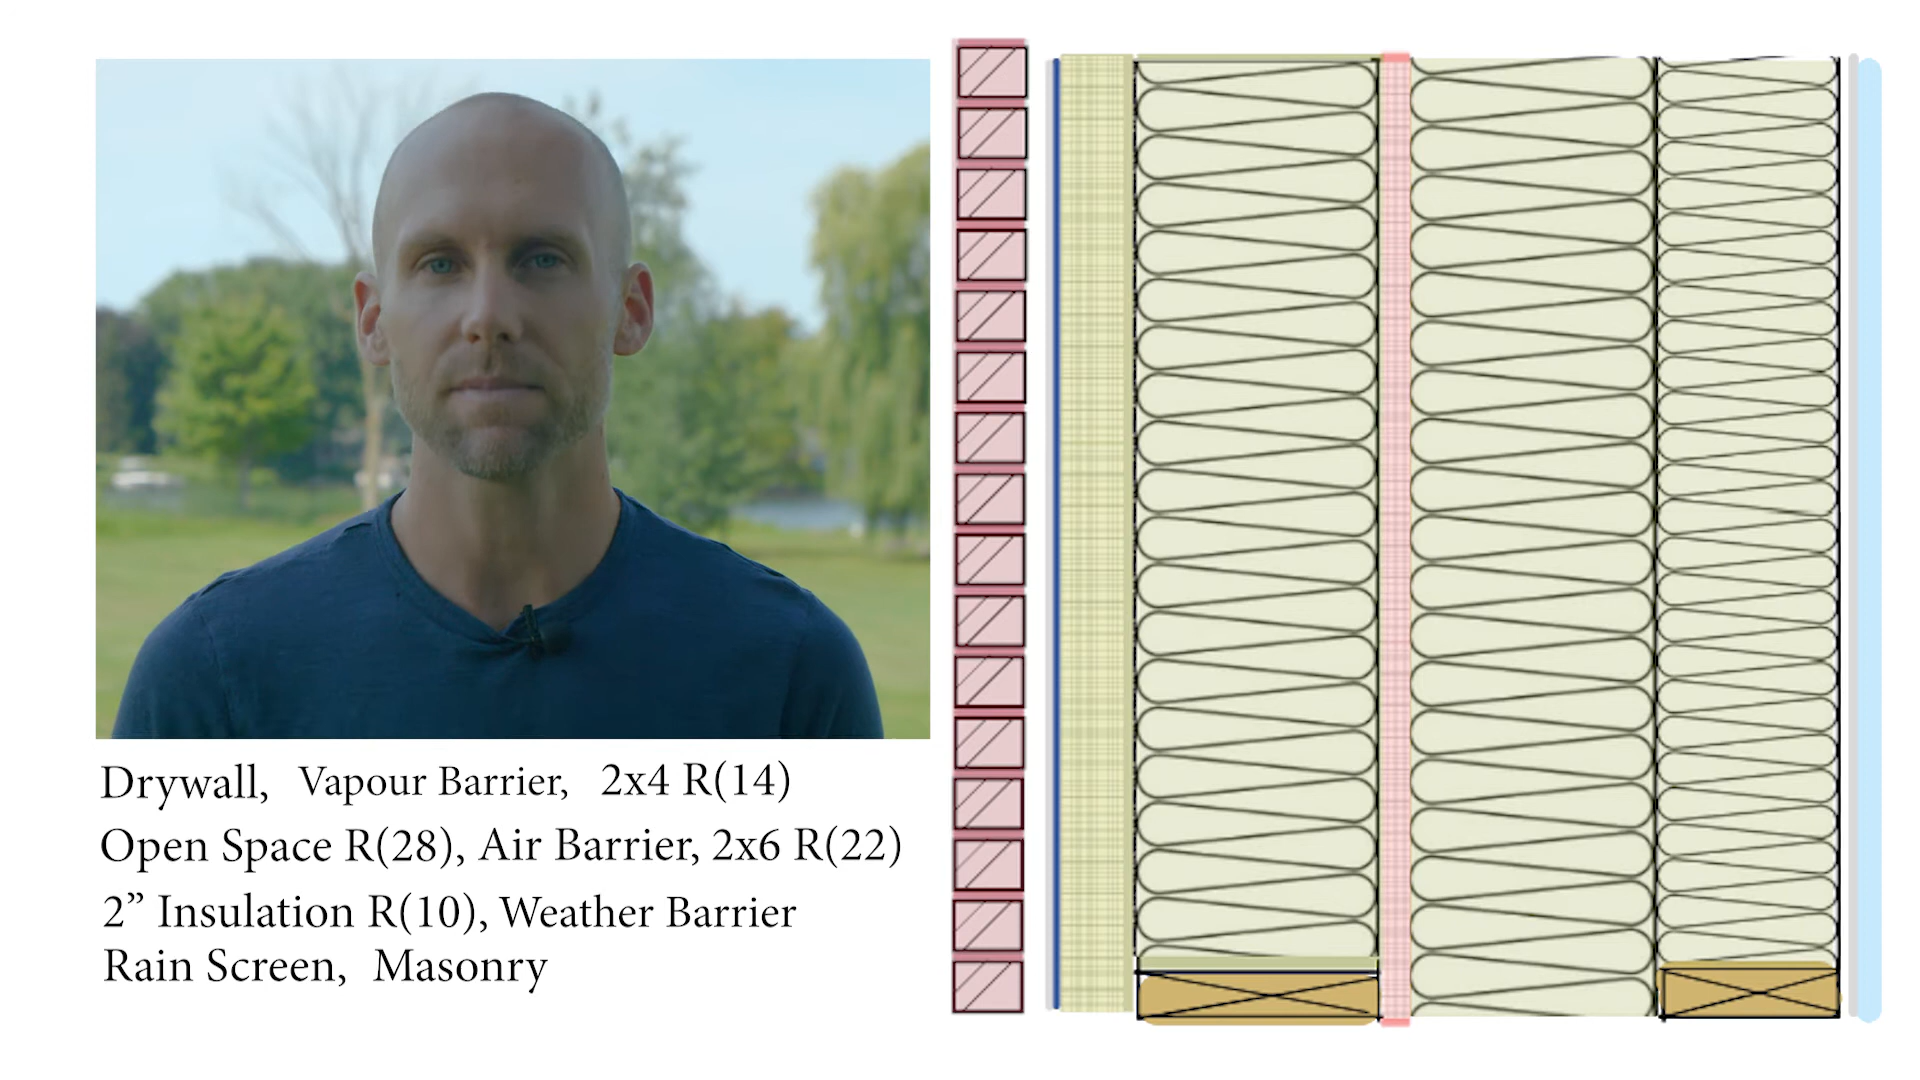 Drywall, Vapour Barrier, 2x4 R(14)
Open Space R(28), Air Barrier, 2x6 R(22)
2” Insulation R(10), Weather Barrier
Rain Screen, Masonry